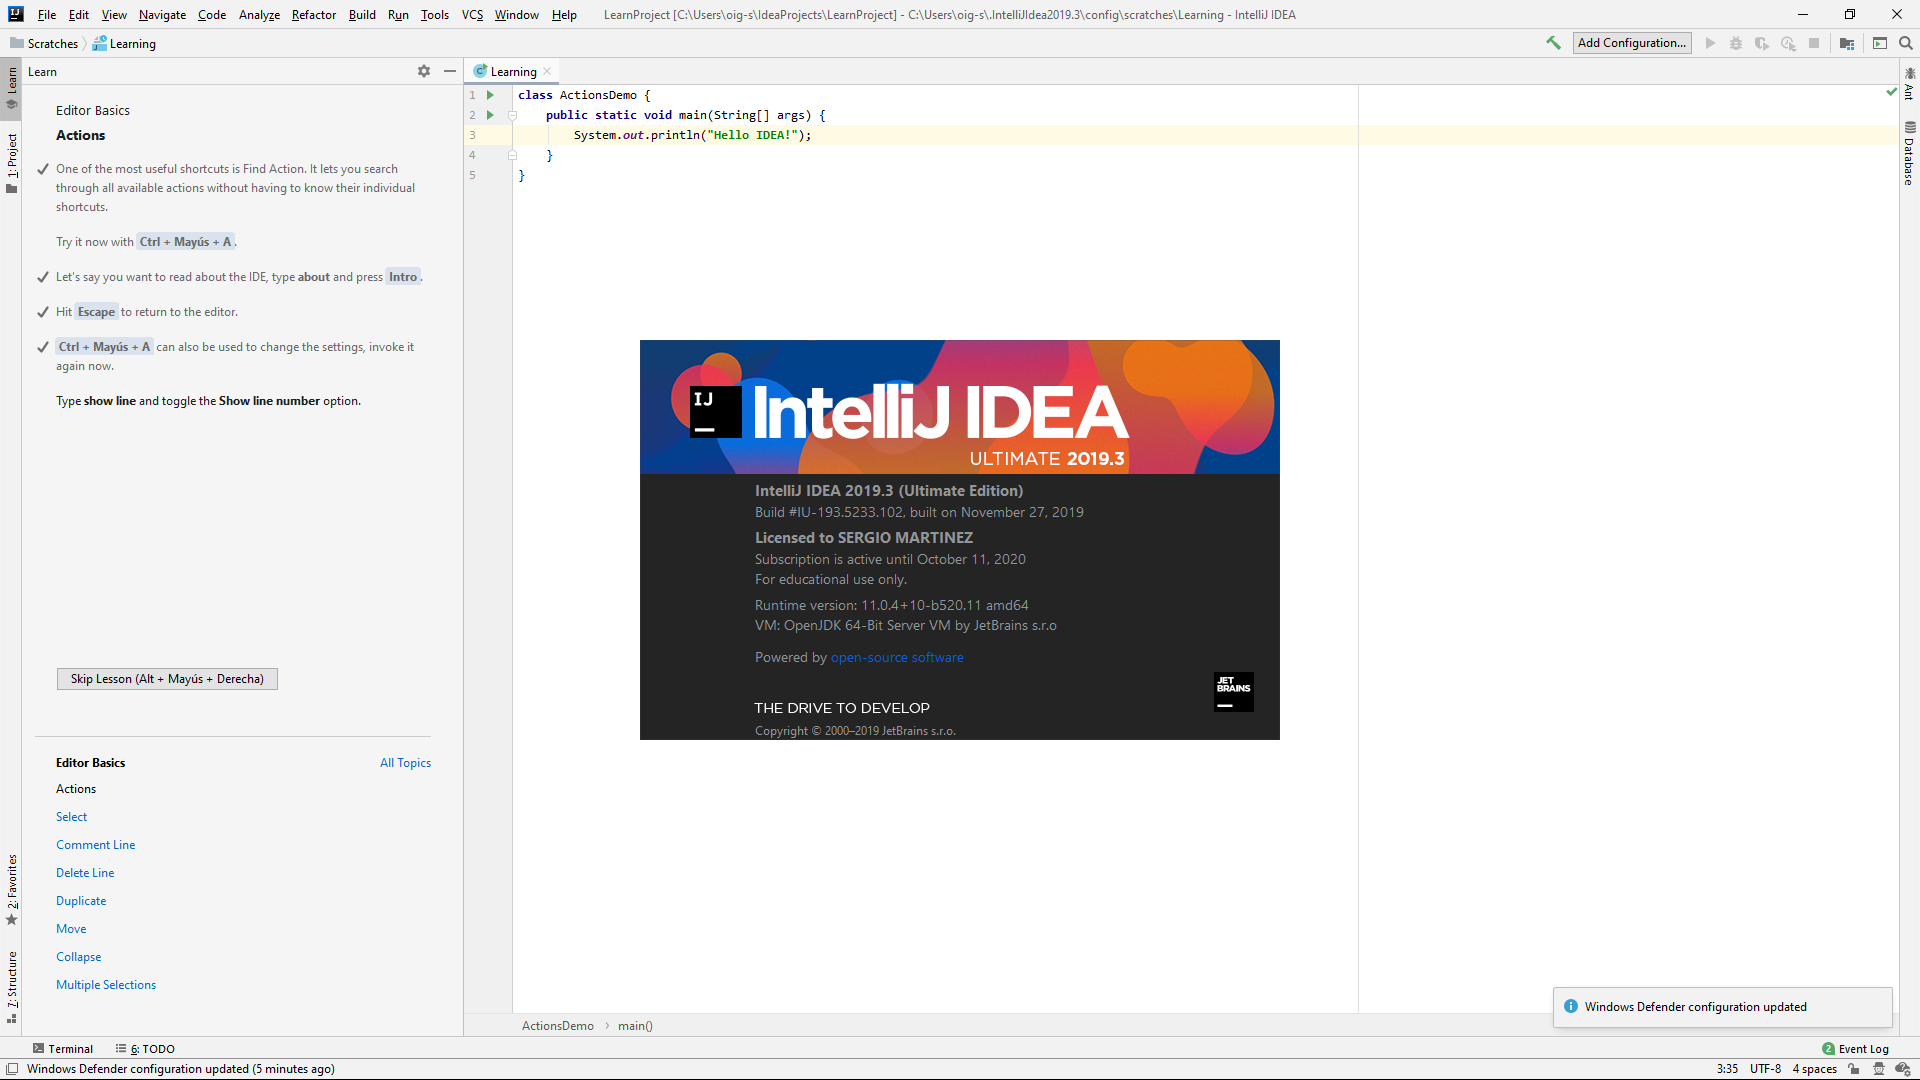 File Edit View Navigate Code Analyze Refactor Build Run Tools VCS Window Help LearnProject [C:\Users\oig-s\IdeaProjects\LearnProject] - C:\Users\oig-s\.IntelliJIdea2019.3\config\scratches\Learning - IntelliJ IDEA
Scratches Learning Add Configuration...
Learn
Learning
Learn
1: Project
2: Favorites
7: Structure
Editor Basics
Actions
One of the most useful shortcuts is Find Action. It lets you search
through all available actions without having to know their individual
shortcuts.
Try it now with Ctrl + Mayús + A.
Let's say you want to read about the IDE, type about and press Intro.
Hit Escape to return to the editor.
Ctrl + Mayús + A can also be used to change the settings, invoke it
again now.
Type show line and toggle the Show line number option.
Skip Lesson (Alt + Mayús + Derecha)
Editor Basics All Topics
Actions
Select
Comment Line
Delete Line
Duplicate
Move
Collapse
Multiple Selections
1 class ActionsDemo {
2 public static void main(String[] args) {
3 System.out.println("Hello IDEA!");
4 }
5 }
IJ
IntelliJ IDEA
ULTIMATE 2019.3
IntelliJ IDEA 2019.3 (Ultimate Edition)
Build #IU-193.5233.102, built on November 27, 2019
Licensed to SERGIO MARTINEZ
Subscription is active until October 11, 2020
For educational use only.
Runtime version: 11.0.4+10-b520.11 amd64
VM: OpenJDK 64-Bit Server VM by JetBrains s.r.o
Powered by open-source software
JET
BRAINS
THE DRIVE TO DEVELOP
Copyright © 2000–2019 JetBrains s.r.o.
Ant
Database
Windows Defender configuration updated
ActionsDemo main()
Terminal 6: TODO 2 Event Log
Windows Defender configuration updated (5 minutes ago) 3:35 UTF-8 4 spaces